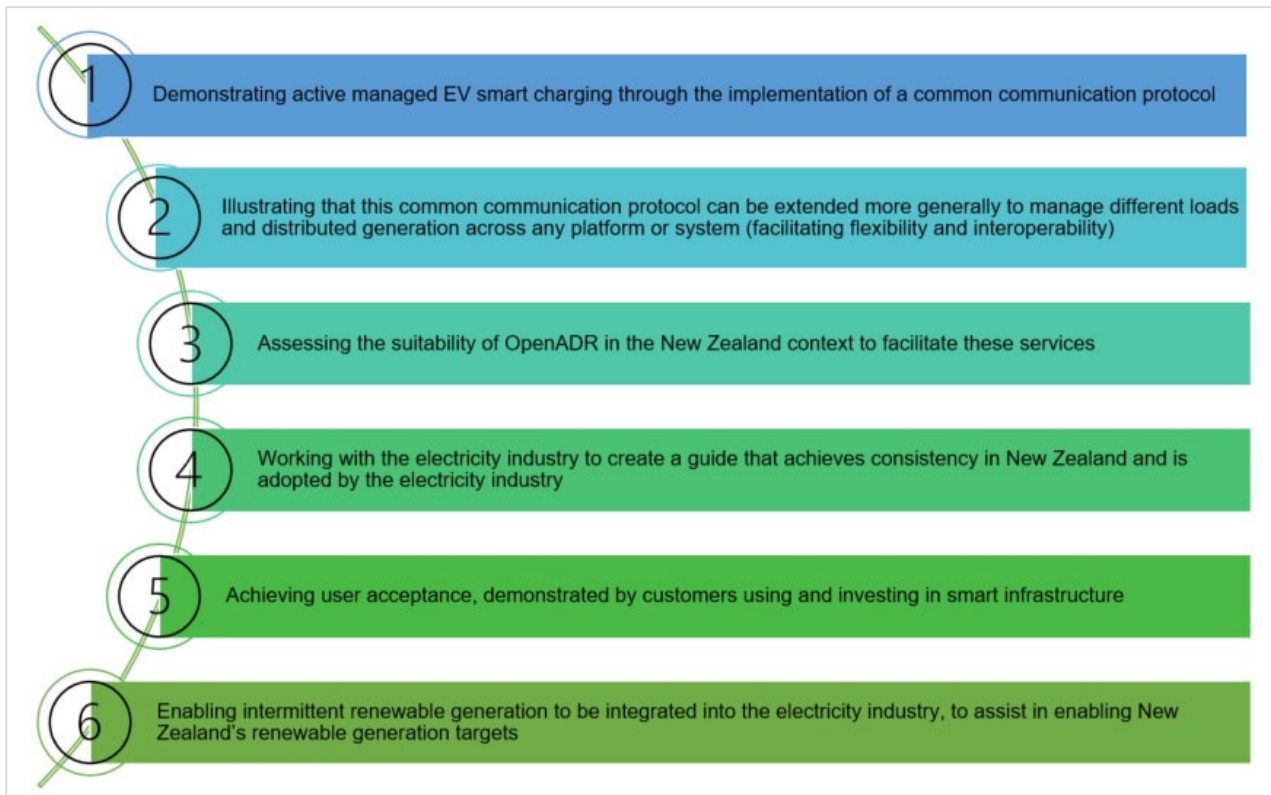 1
Demonstrating active managed EV smart charging through the implementation of a common communication protocol
2
Illustrating that this common communication protocol can be extended more generally to manage different loads
and distributed generation across any platform or system (facilitating flexibility and interoperability)
3
Assessing the suitability of OpenADR in the New Zealand context to facilitate these services
4
Working with the electricity industry to create a guide that achieves consistency in New Zealand and is
adopted by the electricity industry
5
Achieving user acceptance, demonstrated by customers using and investing in smart infrastructure
6
Enabling intermittent renewable generation to be integrated into the electricity industry, to assist in enabling New
Zealand's renewable generation targets